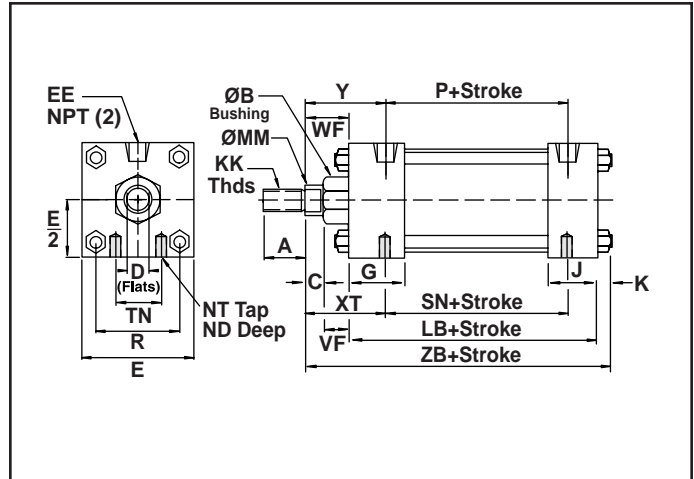 EE
NPT (2)
ØB
Bushing
ØMM
KK
Thds
Y
P+Stroke
WF
E
2
A
C
G
J
K
D
(Flats)
TN
R
E
NT Tap
ND Deep
XT
SN+Stroke
VF
LB+Stroke
ZB+Stroke